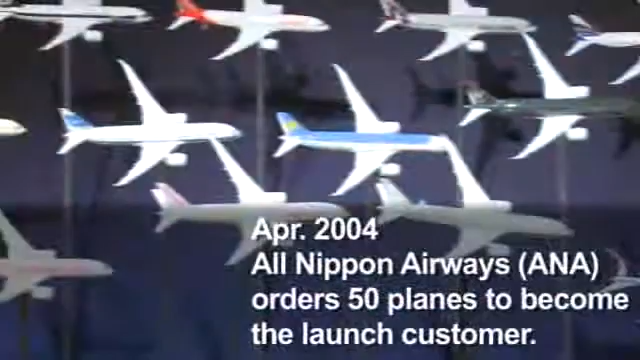 Apr. 2004
All Nippon Airways (ANA)
orders 50 planes to become
the launch customer.